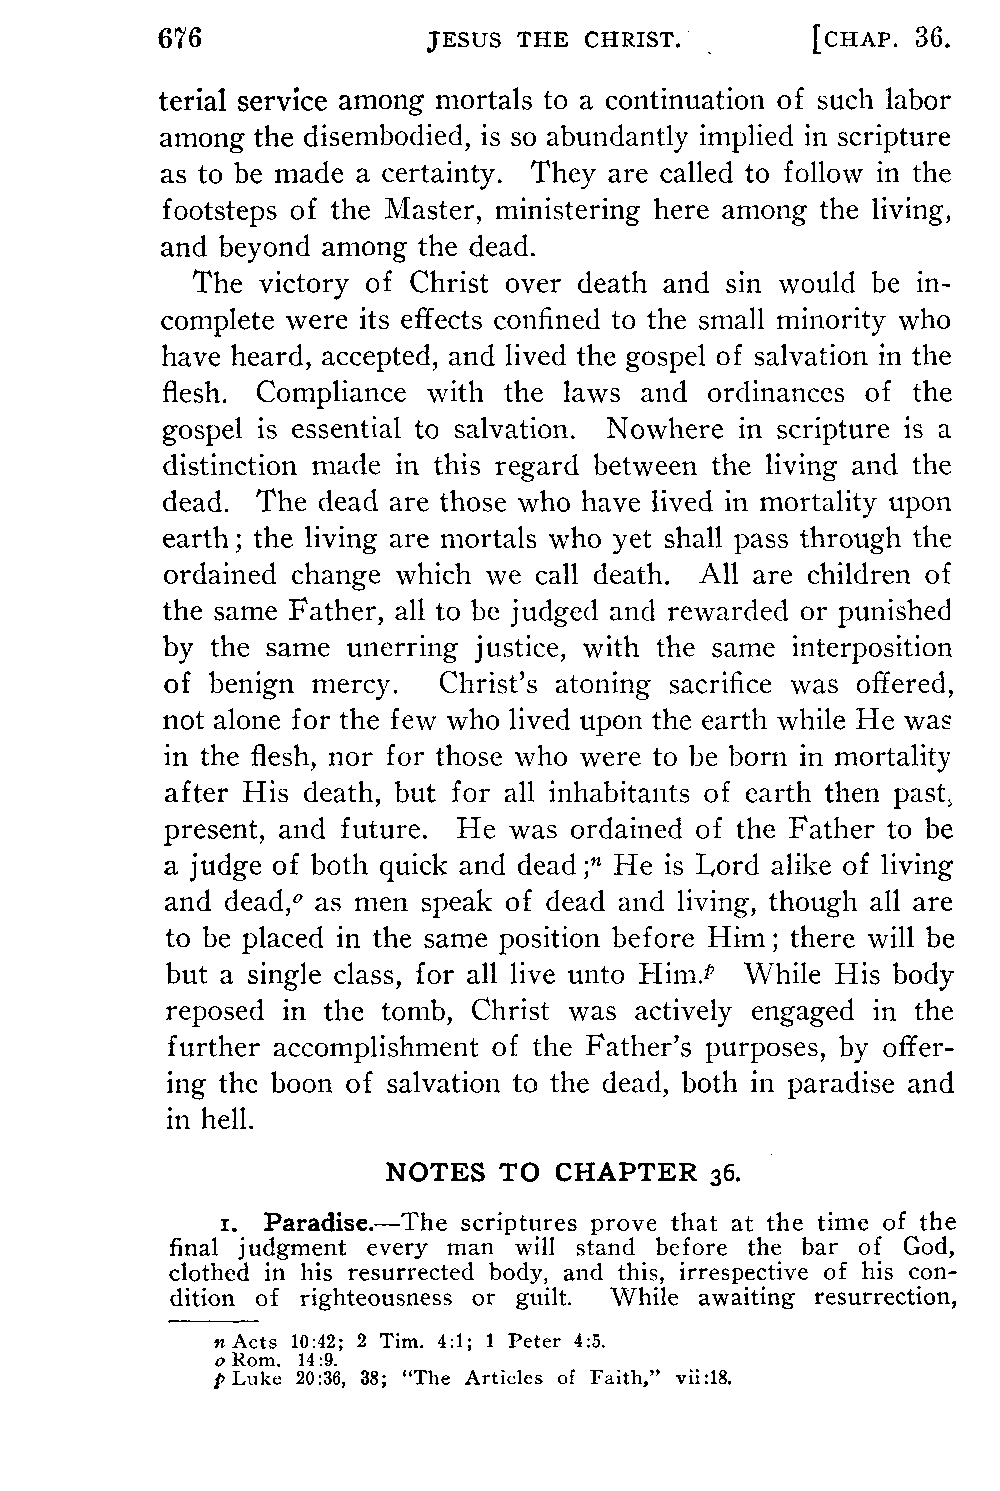 676 JESUS THE CHRIST. [CHAP. 36.
terial service among mortals to a continuation of such labor
among the disembodied, is so abundantly implied in scripture
as to be made a certainty. They are called to follow in the
footsteps of the Master, ministering here among the living,
and beyond among the dead.
The victory of Christ over death and sin would be in-
complete were its effects confined to the small minority who
have heard, accepted, and lived the gospel of salvation in the
flesh. Compliance with the laws and ordinances of the
gospel is essential to salvation. Nowhere in scripture is a
distinction made in this regard between the living and the
dead. The dead are those who have lived in mortality upon
earth; the living are mortals who yet shall pass through the
ordained change which we call death. All are children of
the same Father, all to be judged and rewarded or punished
by the same unerring justice, with the same interposition
of benign mercy. Christ's atoning sacrifice was offered,
not alone for the few who lived upon the earth while He was
in the flesh, nor for those who were to be born in mortality
after His death, but for all inhabitants of earth then past,
present, and future. He was ordained of the Father to be
a judge of both quick and dead;n He is Lord alike of living
and dead,o as men speak of dead and living, though all are
to be placed in the same position before Him; there will be
but a single class, for all live unto Him.p While His body
reposed in the tomb, Christ was actively engaged in the
further accomplishment of the Father's purposes, by offer-
ing the boon of salvation to the dead, both in paradise and
in hell.
NOTES TO CHAPTER 36.
1. Paradise.—The scriptures prove that at the time of the
final judgment every man will stand before the bar of God,
clothed in his resurrected body, and this, irrespective of his con-
dition of righteousness or guilt. While awaiting resurrection,
n Acts 10:42; 2 Tim. 4:1; 1 Peter 4:5.
o Rom. 14:9.
p Luke 20:36, 38; "The Articles of Faith," vii:18.